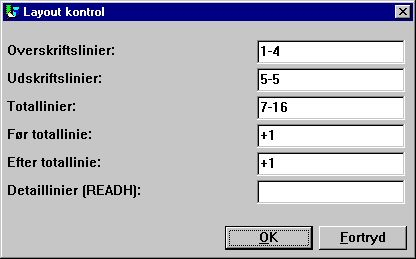 Layout kontrol
Overskriftslinier: 1-4
Udskriftslinier: 5-5
Totallinier: 7-16
Før totallinie: +1
Efter totallinie: +1
Detaillinier (READH):
OK Fortryd